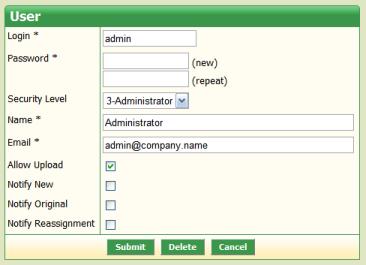 User
Login * admin
Password * (new)
(repeat)
Security Level 3-Administrator
Name * Administrator
Email * admin@company.name
Allow Upload
Notify New
Notify Original
Notify Reassignment
Submit Delete Cancel